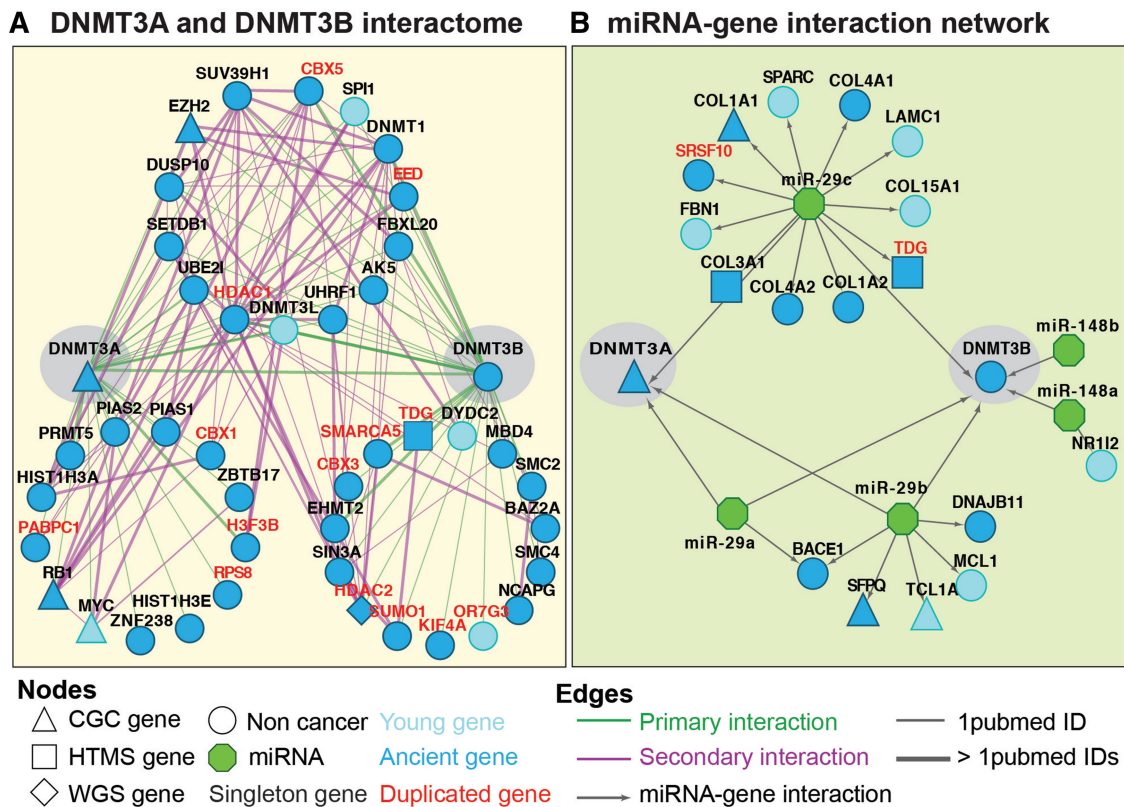 A DNMT3A and DNMT3B interactome
SUV39H1
CBX5
SPI1
EZH2
DNMT1
DUSP10
EED
SETDB1
FBXL20
UBE2I
AK5
HDAC1
UHRF1
DNMT3L
DNMT3A
DNMT3B
PIAS2
PIAS1
TDG
DYDC2
PRMT5
CBX1
SMARCA5
MBD4
HIST1H3A
ZBTB17
CBX3
SMC2
PABPC1
H3F3B
EHMT2
BAZ2A
RB1
RPS8
SIN3A
SMC4
MYC
HIST1H3E
HDAC2
NCAPG
ZNF238
SUMO1
KIF4A
OR7G3
B miRNA-gene interaction network
SPARC
COL4A1
COL1A1
LAMC1
SRSF10
miR-29c
COL15A1
FBN1
TDG
COL3A1
COL4A2
COL1A2
miR-148b
DNMT3A
DNMT3B
miR-148a
NR1I2
miR-29b
DNAJB11
miR-29a
BACE1
MCL1
SFPQ
TCL1A
Nodes
CGC gene
Non cancer
Young gene
HTMS gene
miRNA
Ancient gene
WGS gene
Singleton gene
Duplicated gene
Edges
Primary interaction
1pubmed ID
Secondary interaction
> 1pubmed IDs
miRNA-gene interaction